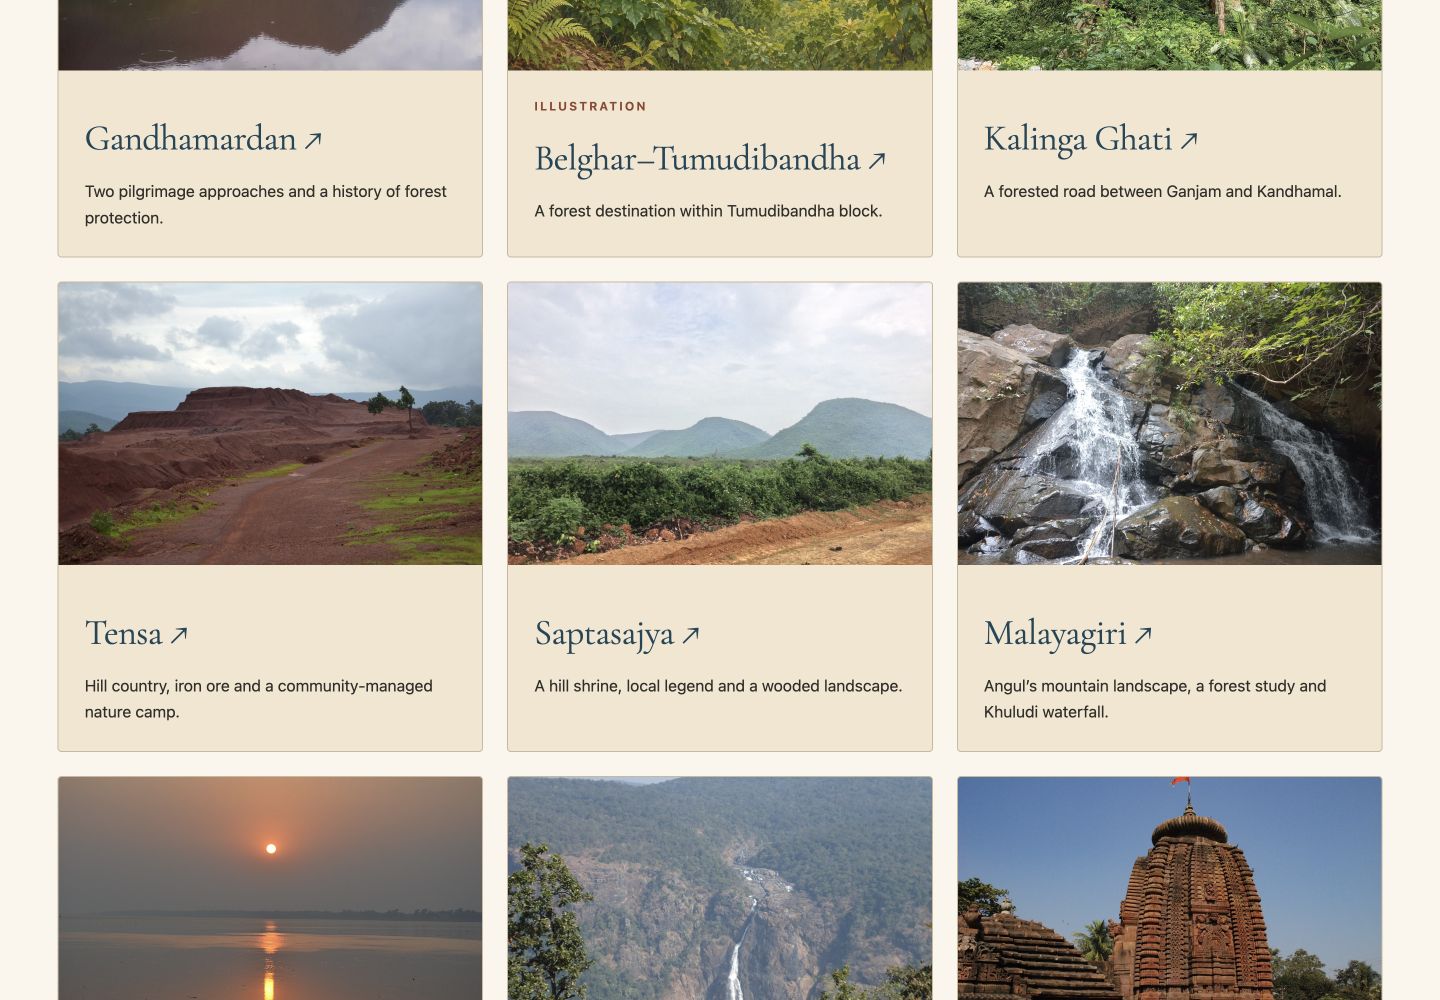 Gandhamardan ↗
Two pilgrimage approaches and a history of forest
protection.
ILLUSTRATION
Belghar–Tumudibandha ↗
A forest destination within Tumudibandha block.
Kalinga Ghati ↗
A forested road between Ganjam and Kandhamal.
Tensa ↗
Hill country, iron ore and a community-managed
nature camp.
Saptasajya ↗
A hill shrine, local legend and a wooded landscape.
Malayagiri ↗
Angul’s mountain landscape, a forest study and
Khuludi waterfall.